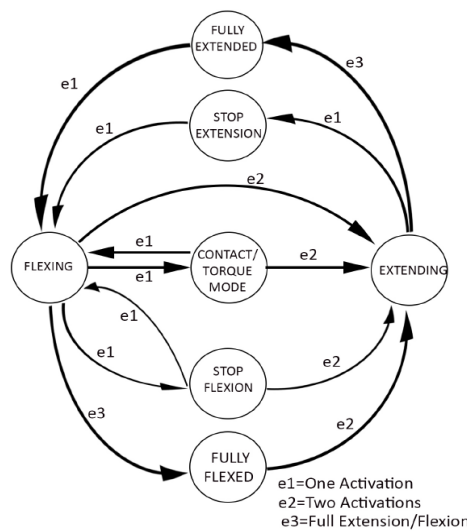 FULLY
EXTENDED
e1
e3
STOP
EXTENSION
e1
e1
e2
FLEXING
e1
e1
CONTACT/
TORQUE
MODE
e2
EXTENDING
e1
e1
STOP
FLEXION
e2
e3
e2
FULLY
FLEXED
e1=One Activation
e2=Two Activations
e3=Full Extension/Flexion